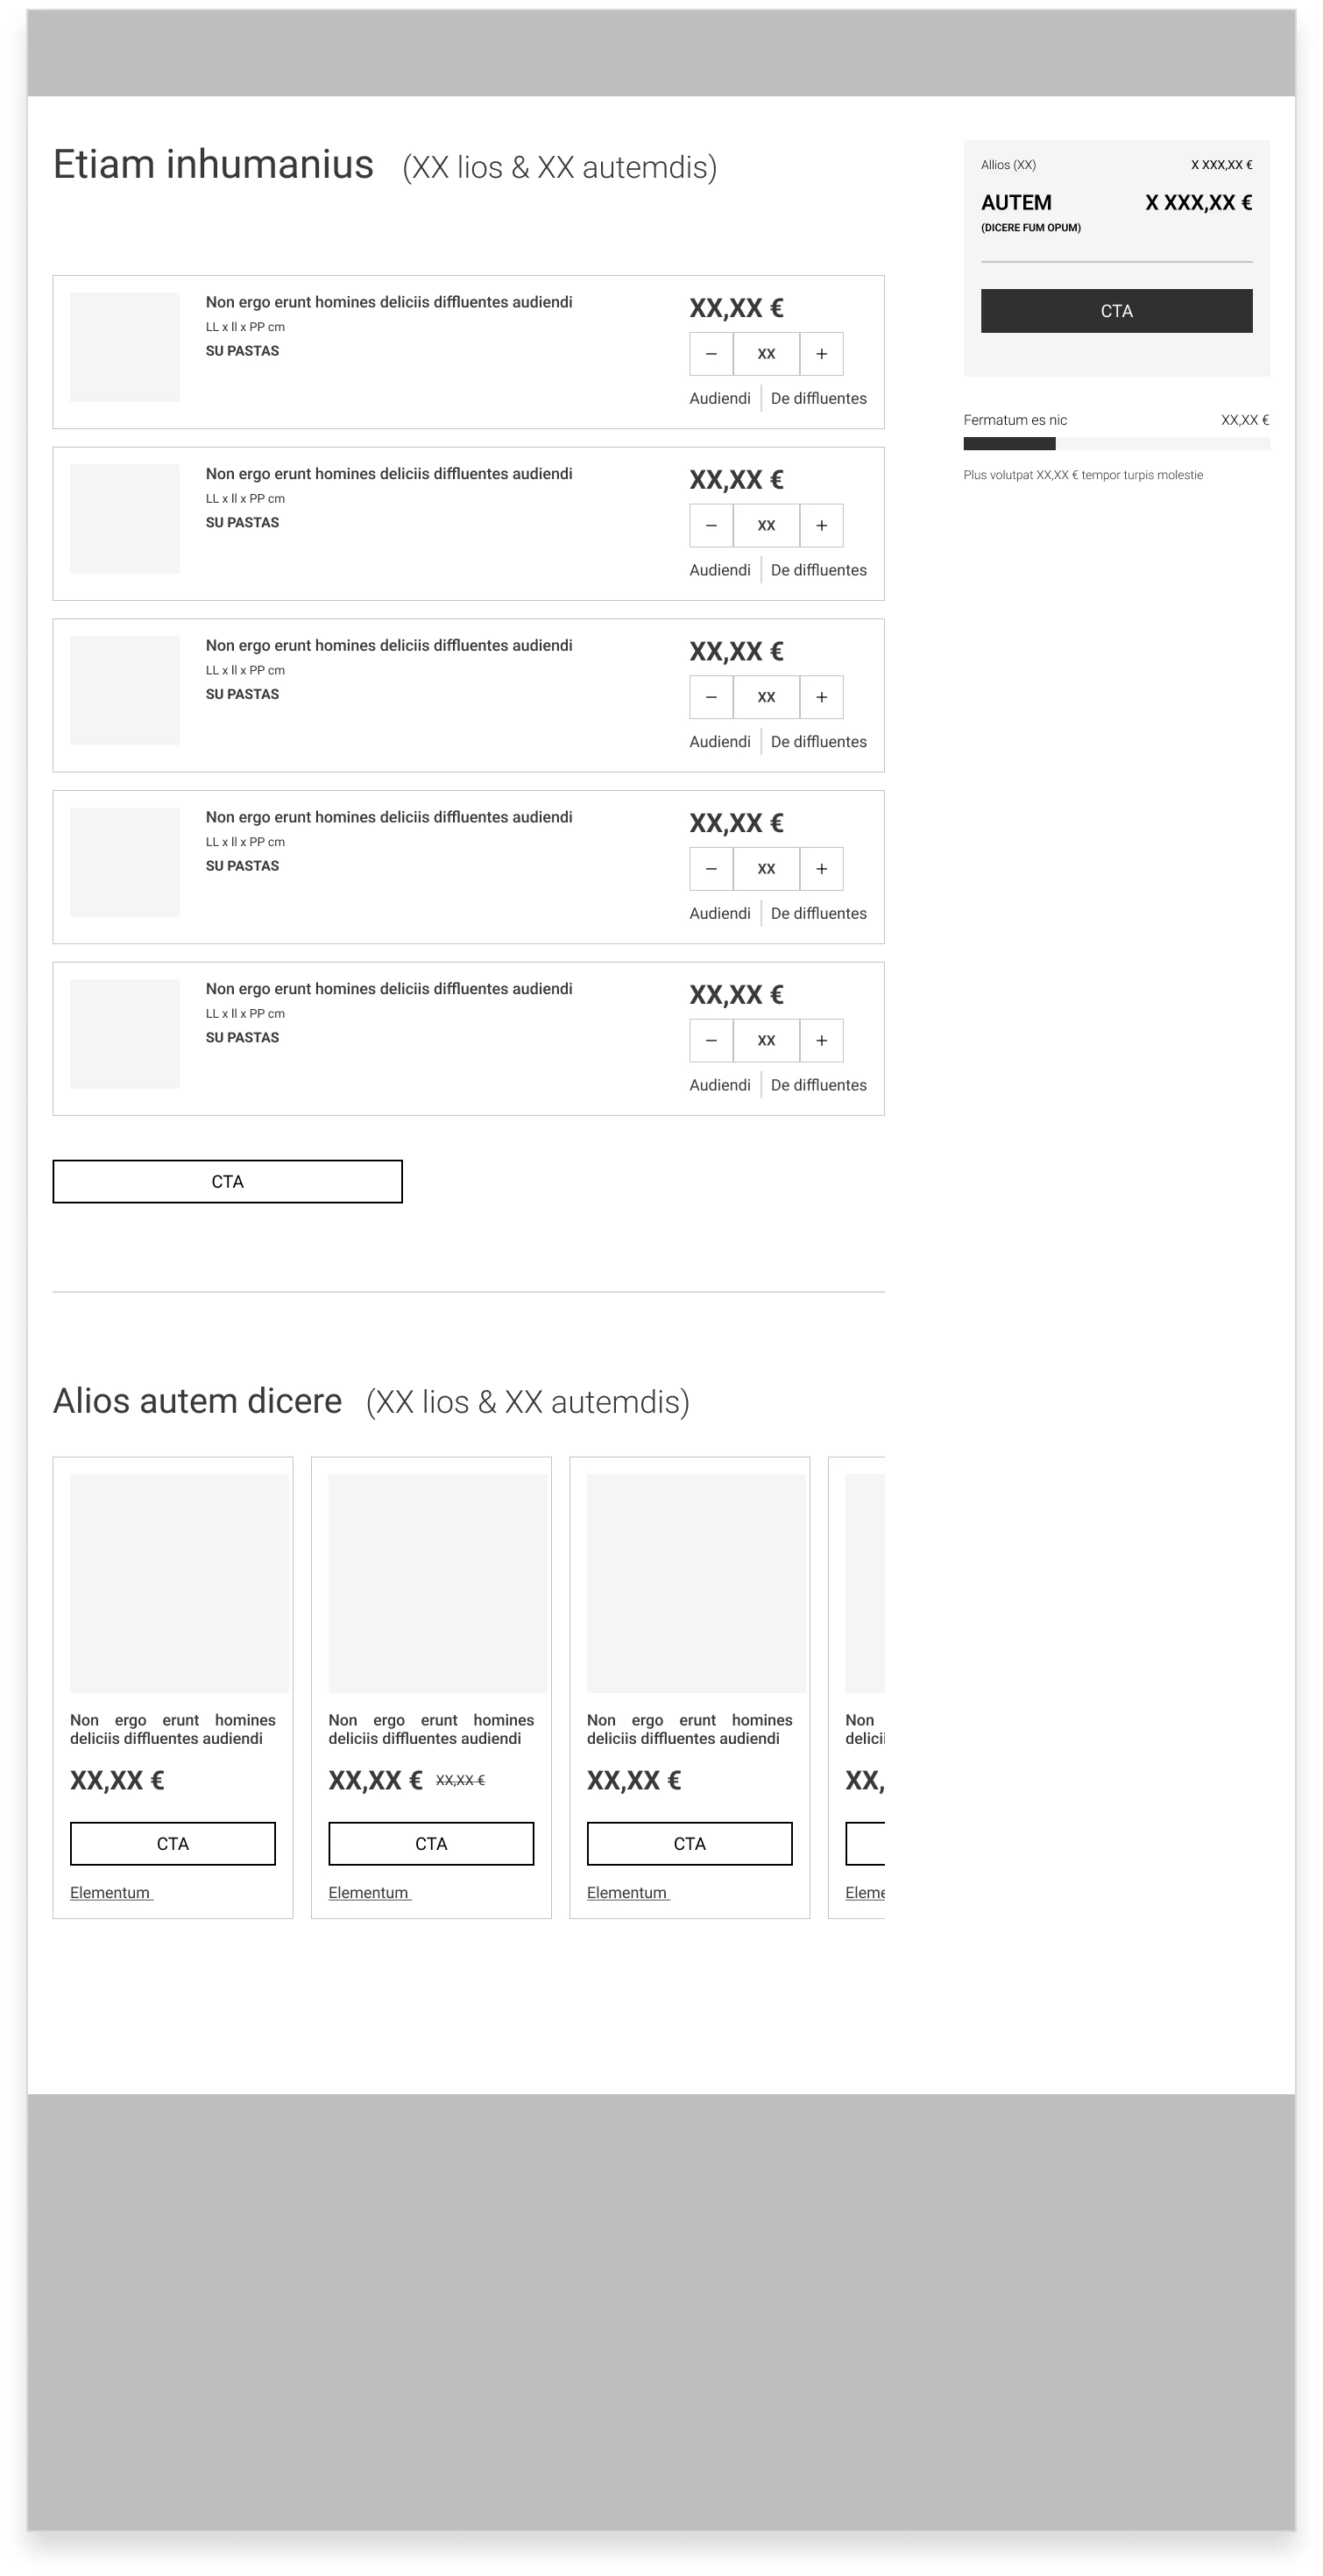 Etiam inhumanius (XX lios & XX autemdis)
Allios (XX) X XXX,XX €
AUTEM X XXX,XX €
(DICERE FUM OPUM)
CTA
Fermatum es nic XX,XX €
Plus volutpat XX,XX € tempor turpis molestie
Non ergo erunt homines deliciis diffluentes audiendi
LL x ll x PP cm
SU PASTAS
XX,XX €
– XX +
Audiendi De diffluentes
Non ergo erunt homines deliciis diffluentes audiendi
LL x ll x PP cm
SU PASTAS
XX,XX €
– XX +
Audiendi De diffluentes
Non ergo erunt homines deliciis diffluentes audiendi
LL x ll x PP cm
SU PASTAS
XX,XX €
– XX +
Audiendi De diffluentes
Non ergo erunt homines deliciis diffluentes audiendi
LL x ll x PP cm
SU PASTAS
XX,XX €
– XX +
Audiendi De diffluentes
Non ergo erunt homines deliciis diffluentes audiendi
LL x ll x PP cm
SU PASTAS
XX,XX €
– XX +
Audiendi De diffluentes
CTA
Alios autem dicere (XX lios & XX autemdis)
Non ergo erunt homines
deliciis diffluentes audiendi
XX,XX €
CTA
Elementum
Non ergo erunt homines
deliciis diffluentes audiendi
XX,XX € XX,XX €
CTA
Elementum
Non ergo erunt homines
deliciis diffluentes audiendi
XX,XX €
CTA
Elementum
Non
delicii
XX,
Eleme